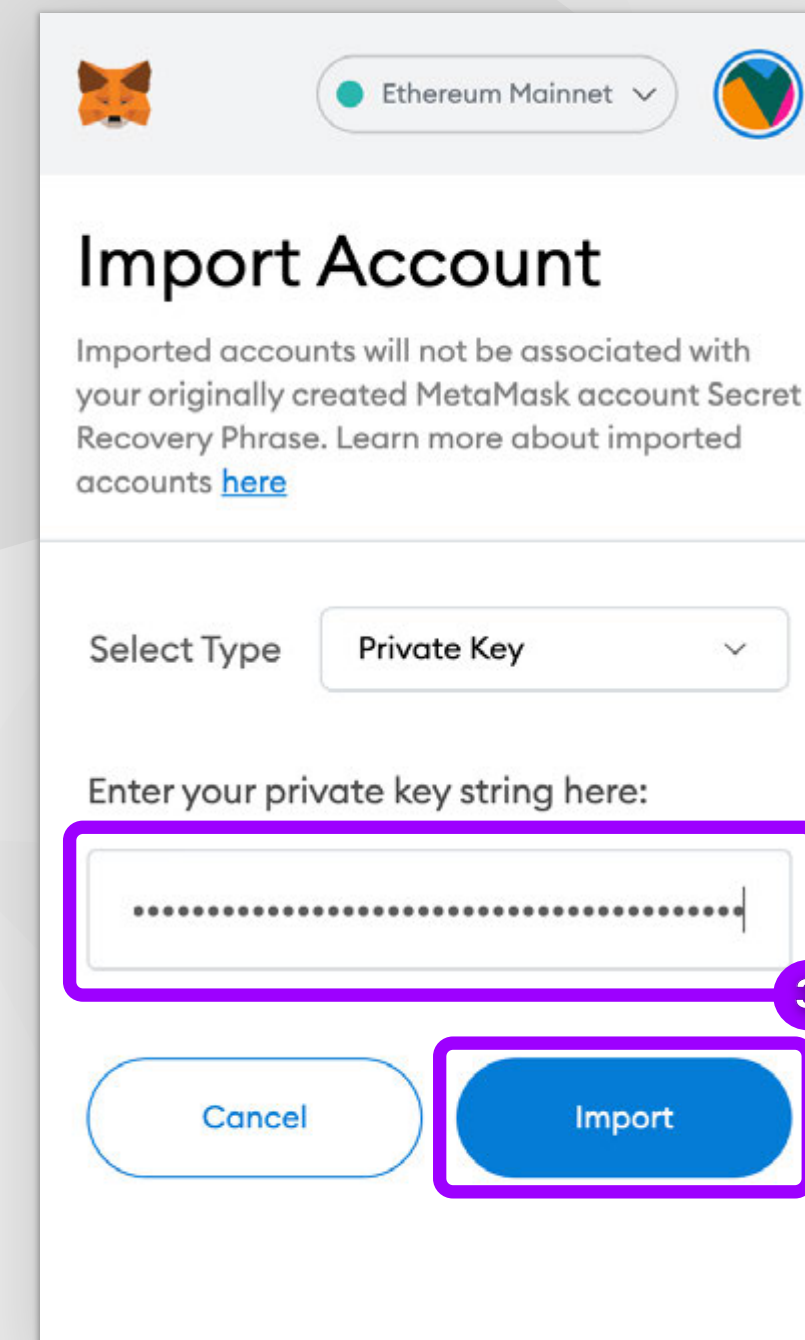 Ethereum Mainnet
Import Account
Imported accounts will not be associated with
your originally created MetaMask account Secret
Recovery Phrase. Learn more about imported
accounts here
Select Type Private Key
Enter your private key string here:
••••••••••••••••••••••••••••••••••••••••••
Cancel Import